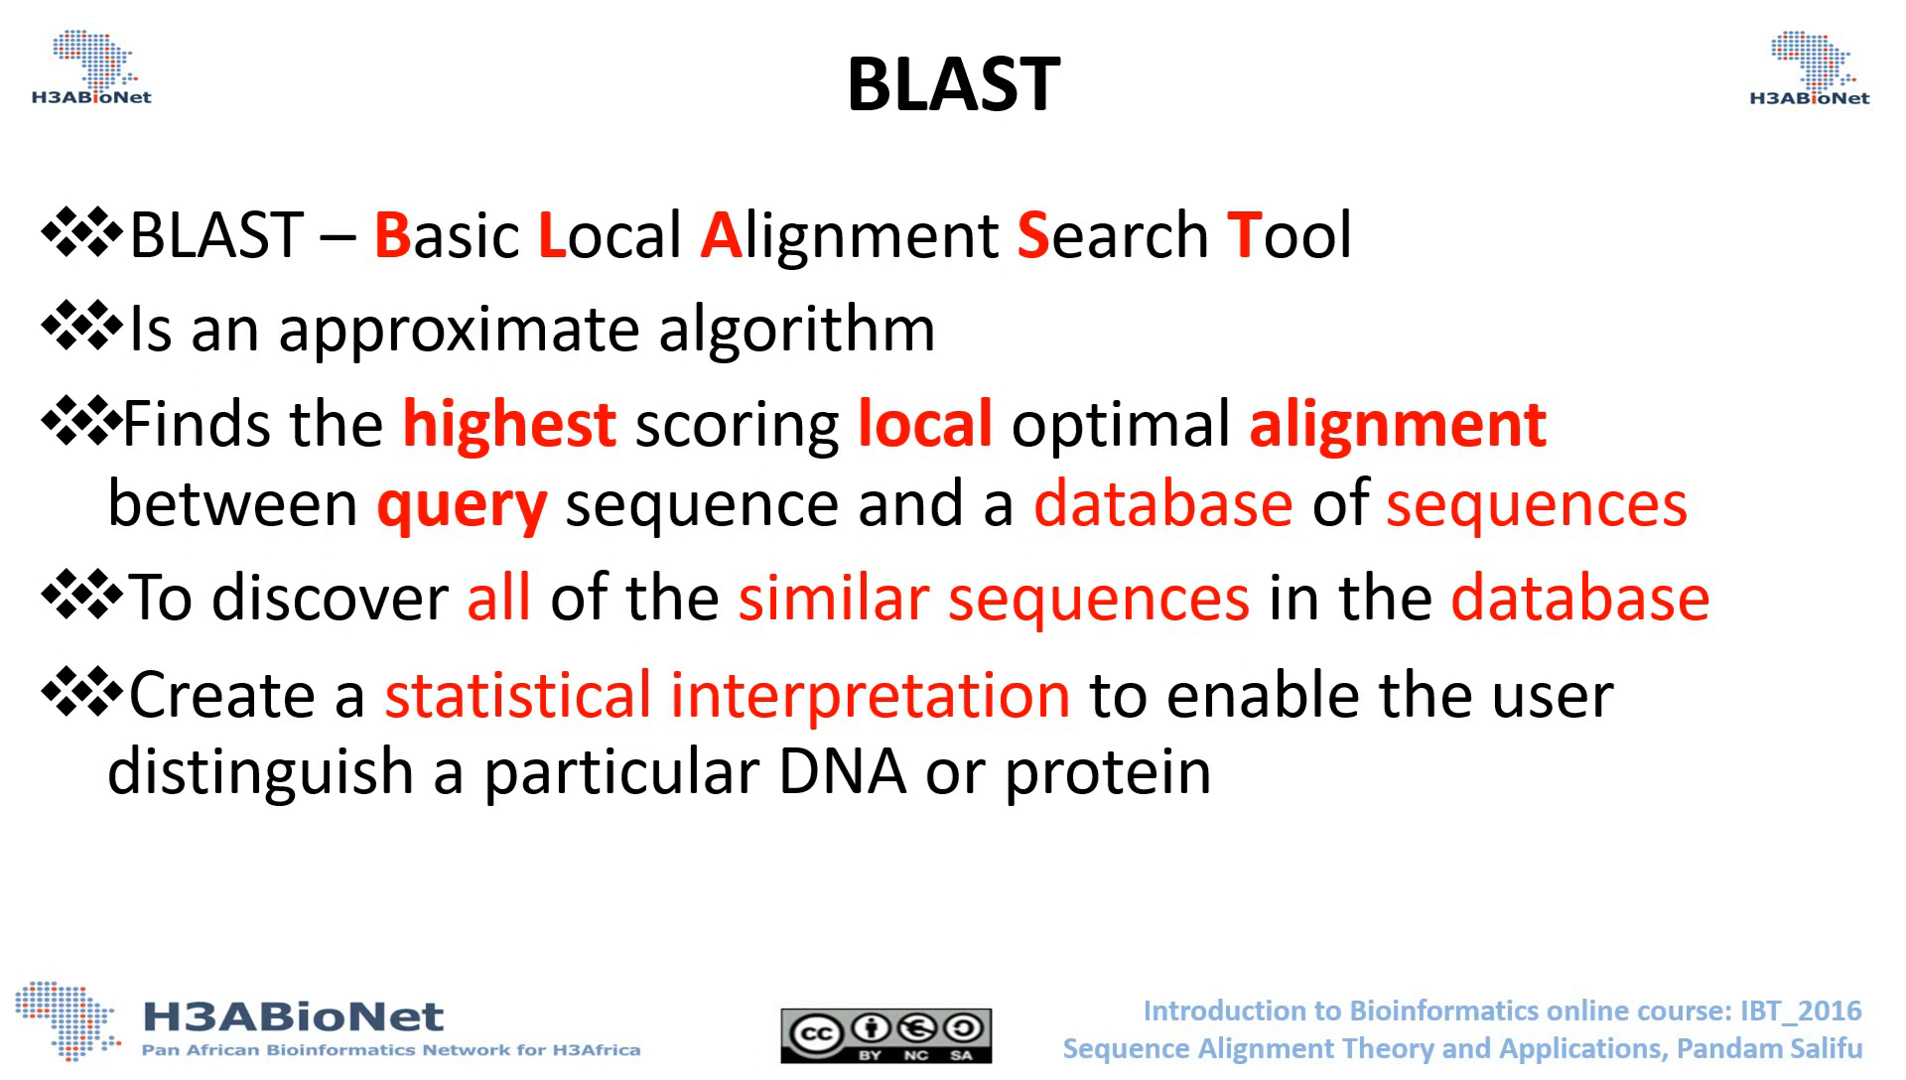 H3ABioNet
BLAST
H3ABioNet
BLAST – Basic Local Alignment Search Tool
Is an approximate algorithm
Finds the highest scoring local optimal alignment
between query sequence and a database of sequences
To discover all of the similar sequences in the database
Create a statistical interpretation to enable the user
distinguish a particular DNA or protein
H3ABioNet
Pan African Bioinformatics Network for H3Africa
cc
BY NC SA
Introduction to Bioinformatics online course: IBT_2016
Sequence Alignment Theory and Applications, Pandam Salifu